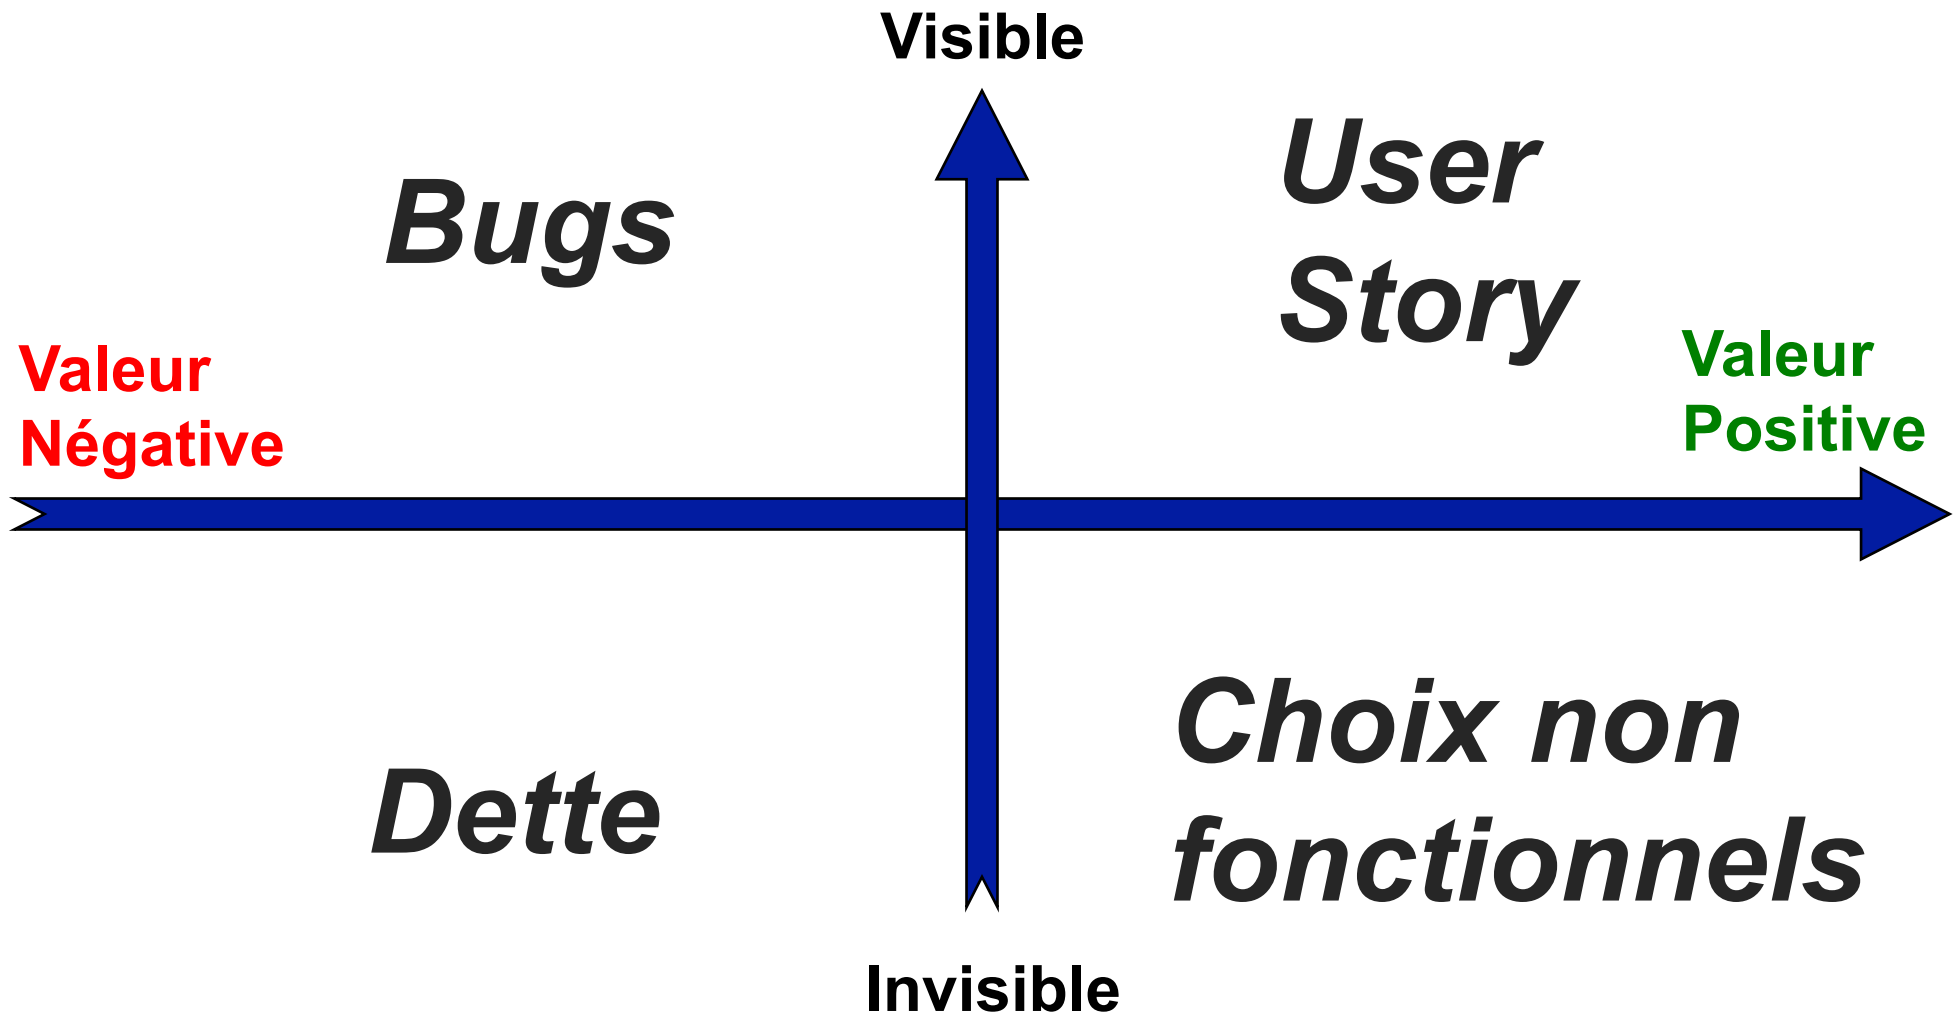 Visible
Bugs
User
Story
Valeur
Négative
Valeur
Positive
Dette
Choix non
fonctionnels
Invisible